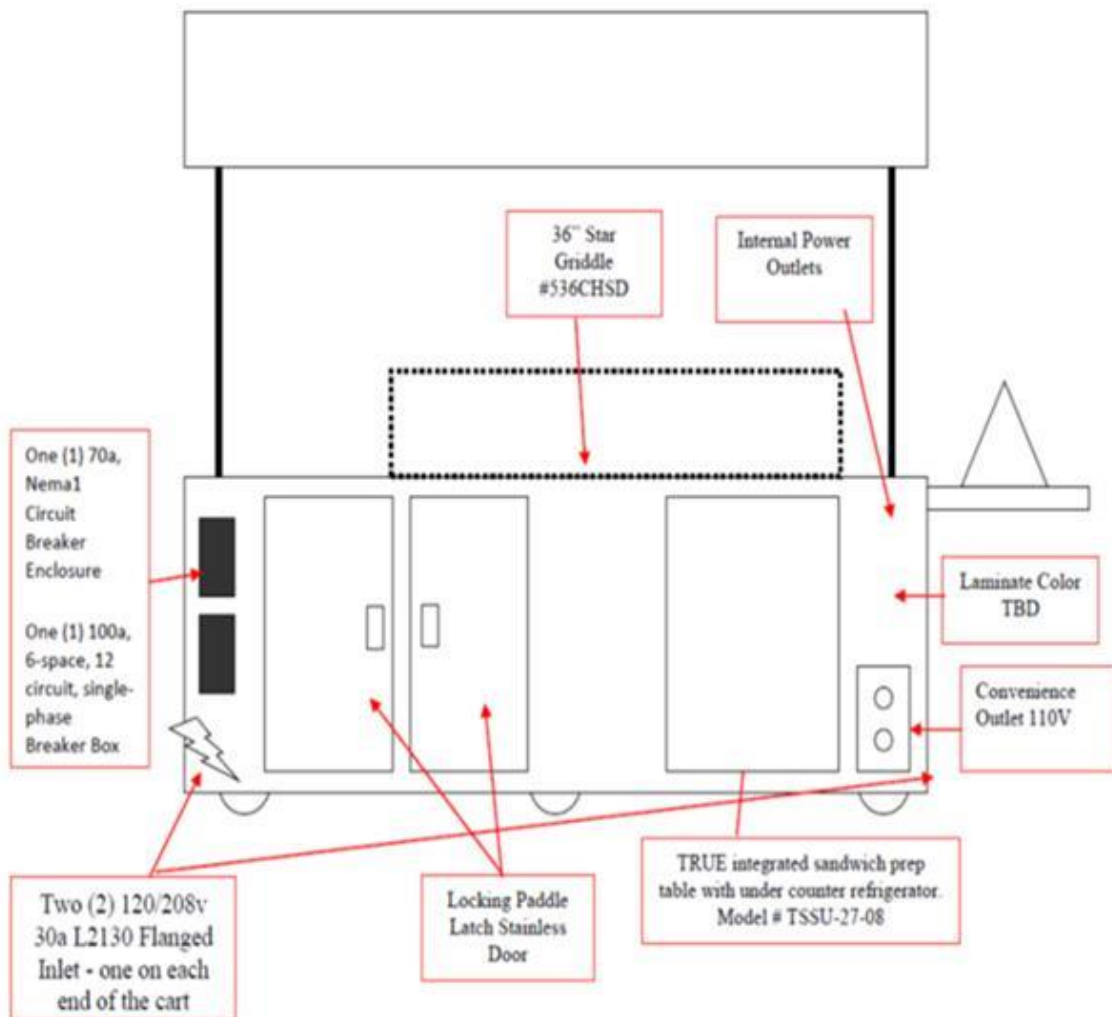 36" Star
Griddle
#536CHSD
Internal Power
Outlets
One (1) 70a,
Nema1
Circuit
Breaker
Enclosure
One (1) 100a,
6-space, 12
circuit, single-
phase
Breaker Box
Laminate Color
TBD
Convenience
Outlet 110V
Two (2) 120/208v
30a L2130 Flanged
Inlet - one on each
end of the cart
Locking Paddle
Latch Stainless
Door
TRUE integrated sandwich prep
table with under counter refrigerator.
Model # TSSU-27-08